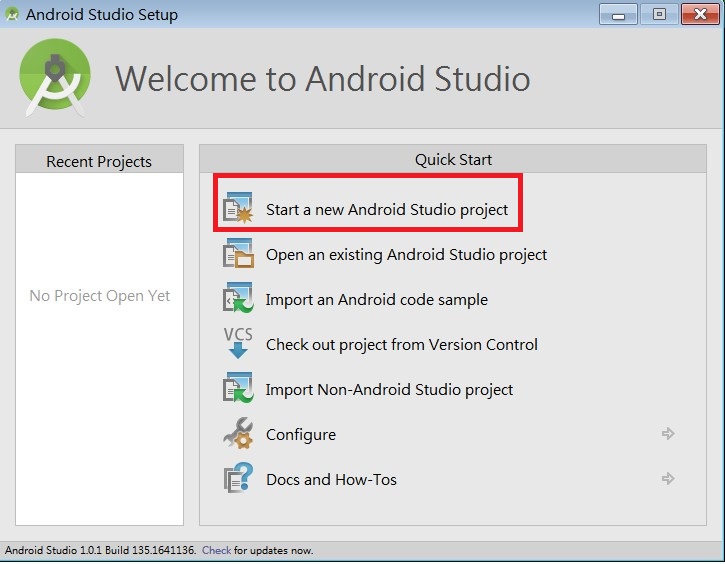 Android Studio Setup
Welcome to Android Studio
Recent Projects
No Project Open Yet
Quick Start
Start a new Android Studio project
Open an existing Android Studio project
Import an Android code sample
VCS
Check out project from Version Control
Import Non-Android Studio project
Configure
Docs and How-Tos
Android Studio 1.0.1 Build 135.1641136. Check for updates now.